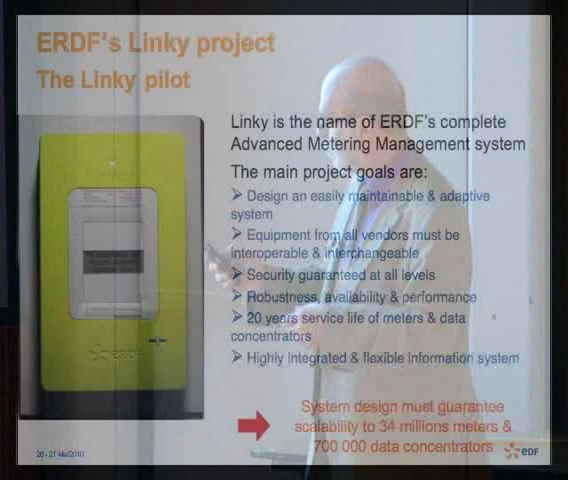 ERDF's Linky project
The Linky pilot
Linky is the name of ERDF's complete
Advanced Metering Management system
The main project goals are:
➢ Design an easily maintainable & adaptive
system
➢ Equipment from all vendors must be
interoperable & interchangeable
➢ Security guaranteed at all levels
➢ Robustness, availability & performance
➢ 20 years service life of meters & data
concentrators
➢ Highly integrated & flexible Information system
System design must guarantee
scalability to 34 millions meters &
700 000 data concentrators
ERDF
eDF